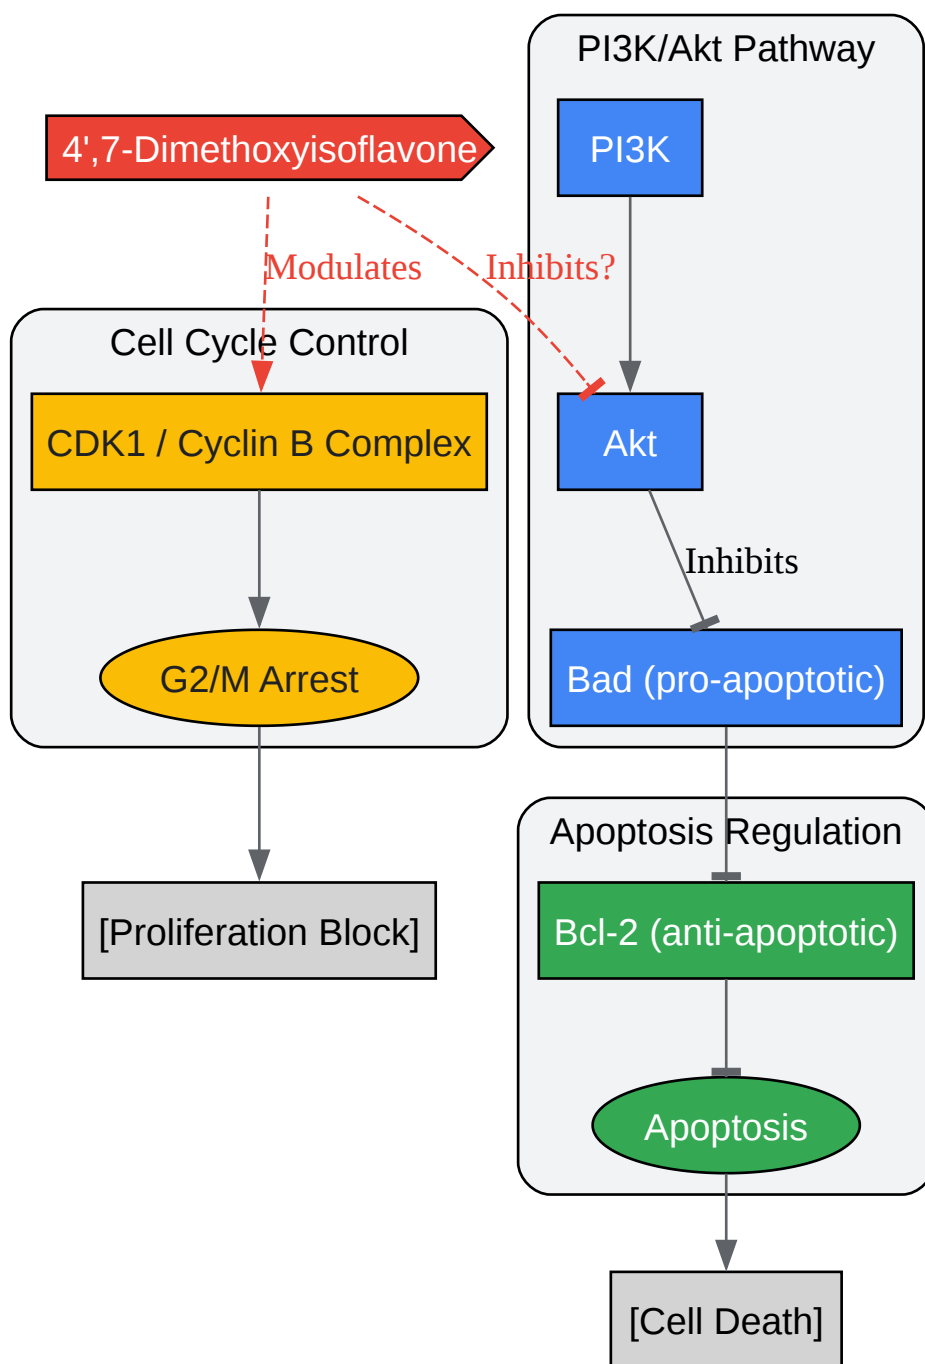 PI3K/Akt Pathway
4',7-Dimethoxyisoflavone
PI3K
Modulates
Inhibits?
Cell Cycle Control
CDK1 / Cyclin B Complex
Akt
Inhibits
G2/M Arrest
Bad (pro-apoptotic)
Apoptosis Regulation
[Proliferation Block]
Bcl-2 (anti-apoptotic)
Apoptosis
[Cell Death]